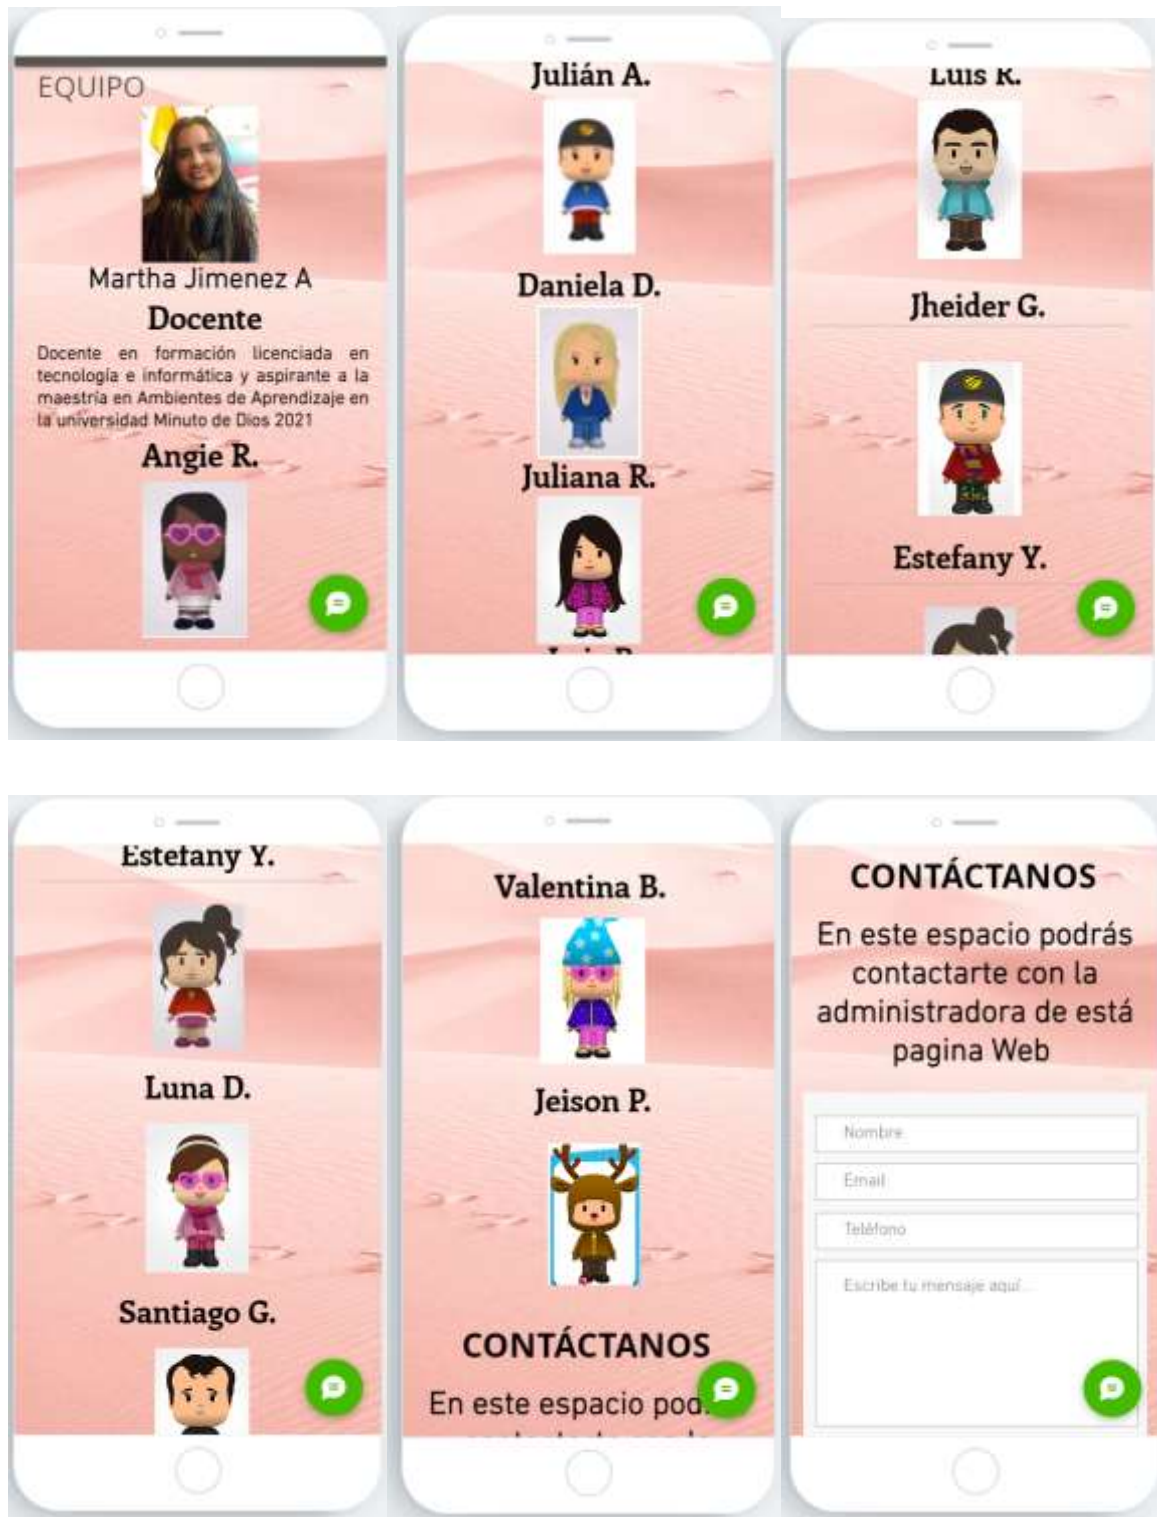 EQUIPO
Martha Jimenez A
Docente
Docente en formación licenciada en
tecnología e informática y aspirante a la
maestría en Ambientes de Aprendizaje en
la universidad Minuto de Dios 2021
Angie R.
Julián A.
Daniela D.
Juliana R.
Luis R.
Jheider G.
Estefany Y.
Estefany Y.
Luna D.
Santiago G.
Valentina B.
Jeison P.
CONTÁCTANOS
En este espacio
CONTÁCTANOS
En este espacio podrás
contactarte con la
administradora de está
pagina Web
Nombre
Email
Teléfono
Escribe tu mensaje aquí...